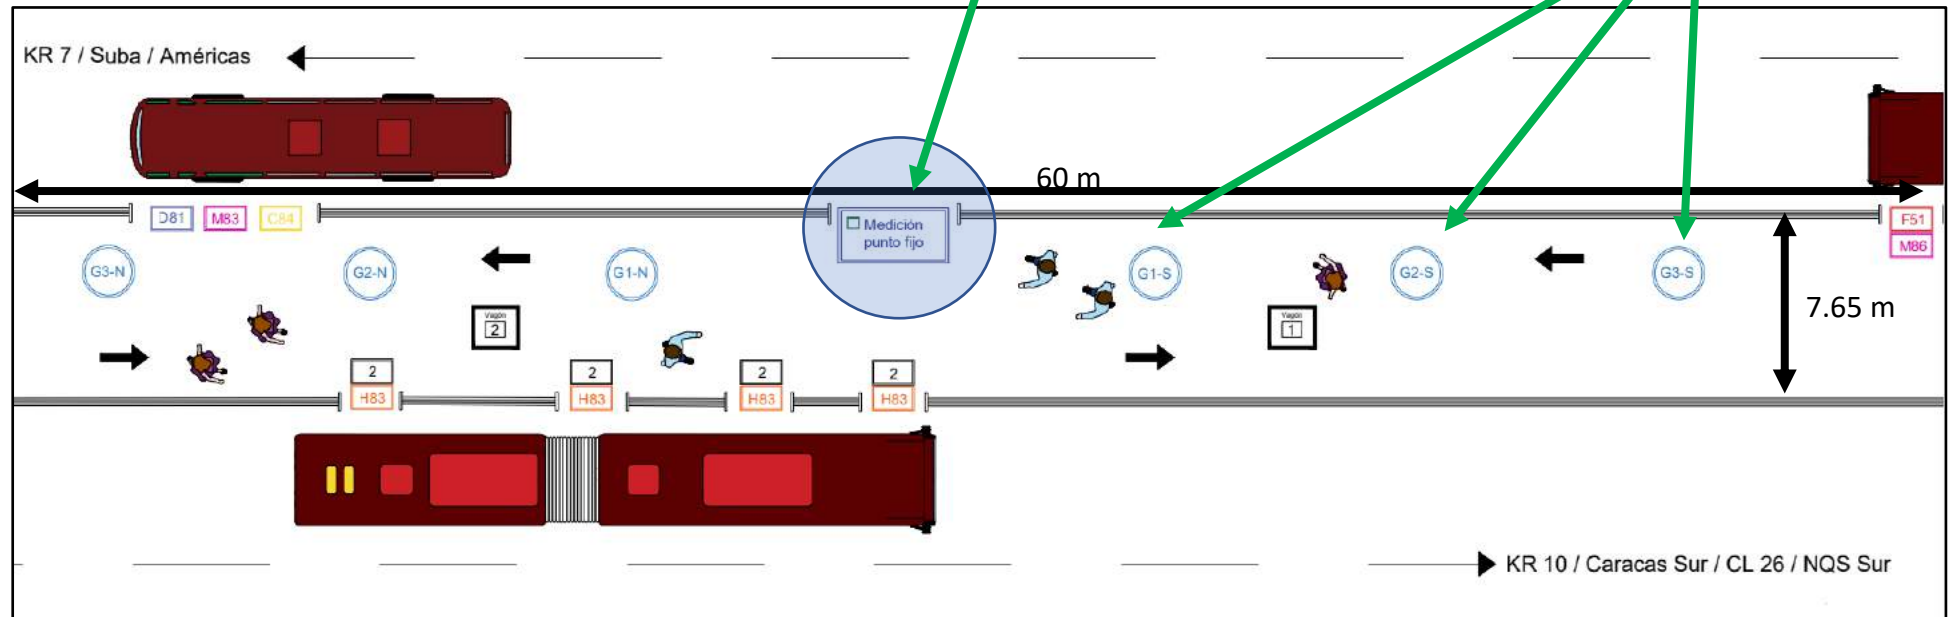 KR 7 / Suba / Américas
60 m
D81 M83 C84
Medición
punto fijo
F51
M86
G3-N G2-N G1-N G1-S G2-S G3-S
7.65 m
Vagón
2
Vagón
1
2 2 2 2
H83 H83 H83 H83
KR 10 / Caracas Sur / CL 26 / NQS Sur